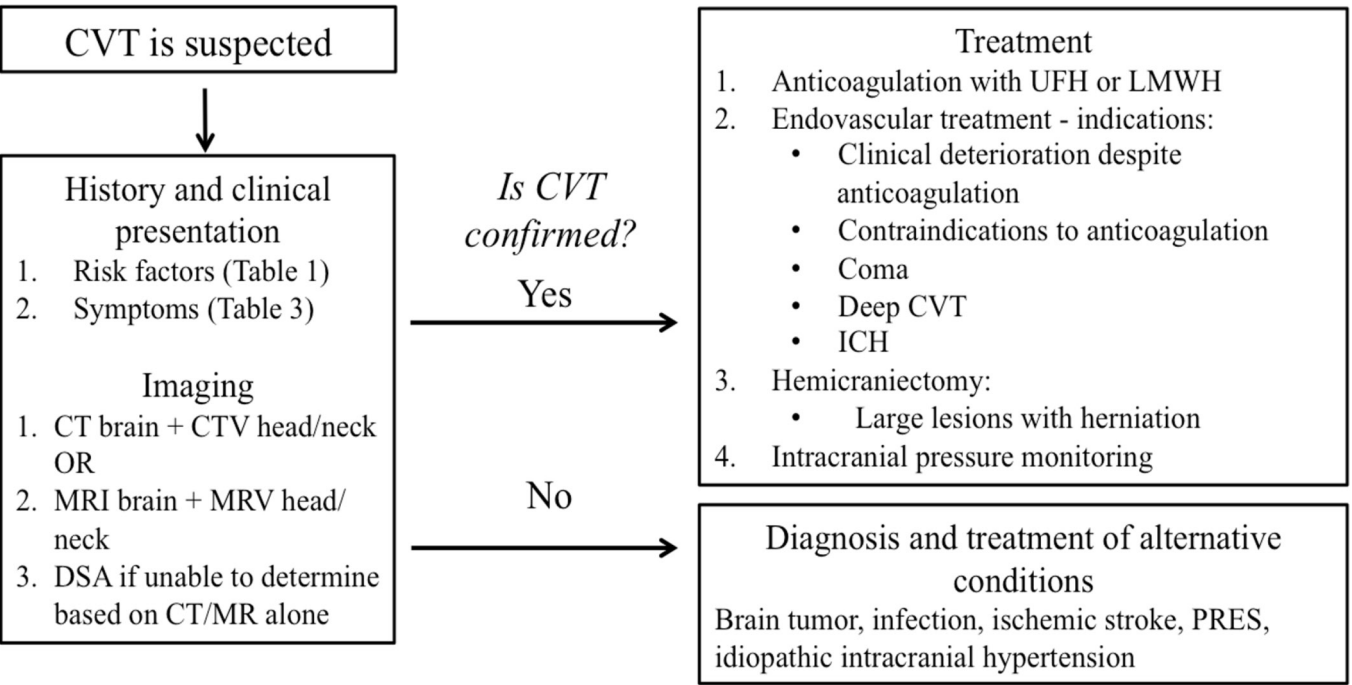 CVT is suspected
History and clinical
presentation
1. Risk factors (Table 1)
2. Symptoms (Table 3)
Imaging
1. CT brain + CTV head/neck
OR
2. MRI brain + MRV head/
neck
3. DSA if unable to determine
based on CT/MR alone
Is CVT
confirmed?
Yes
No
Treatment
1. Anticoagulation with UFH or LMWH
2. Endovascular treatment - indications:
• Clinical deterioration despite
anticoagulation
• Contraindications to anticoagulation
• Coma
• Deep CVT
• ICH
3. Hemicraniectomy:
• Large lesions with herniation
4. Intracranial pressure monitoring
Diagnosis and treatment of alternative
conditions
Brain tumor, infection, ischemic stroke, PRES,
idiopathic intracranial hypertension